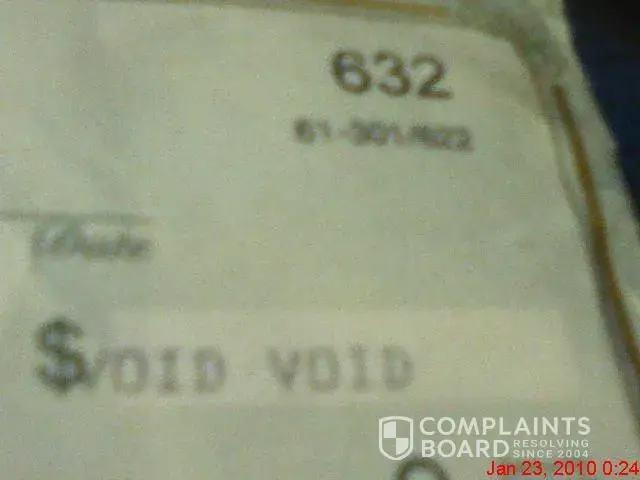 632
61-301/622
Date
$VOID VOID
COMPLAINTS
BOARD RESOLVING
SINCE 2004
Jan 23, 2010 0:24